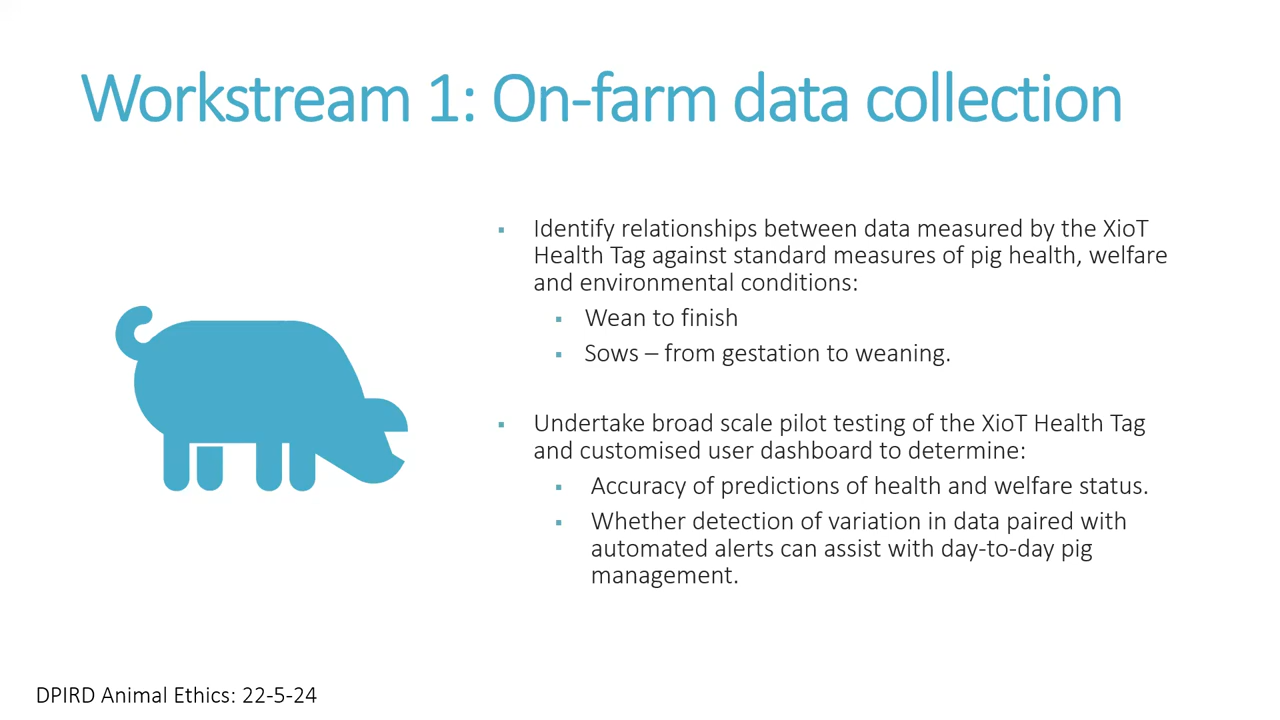 Workstream 1: On-farm data collection
▪ Identify relationships between data measured by the XioT
Health Tag against standard measures of pig health, welfare
and environmental conditions:
▪ Wean to finish
▪ Sows – from gestation to weaning.
▪ Undertake broad scale pilot testing of the XioT Health Tag
and customised user dashboard to determine:
▪ Accuracy of predictions of health and welfare status.
▪ Whether detection of variation in data paired with
automated alerts can assist with day-to-day pig
management.
DPIRD Animal Ethics: 22-5-24